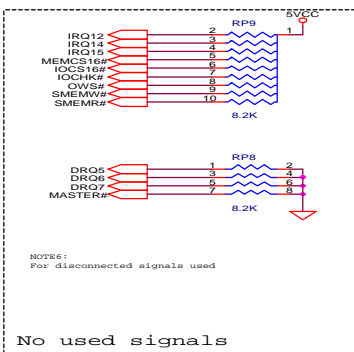 RP9
5VCC
IRQ12 2 1
IRQ14 3
IRQ15 4
MEMCS16# 5
IOCS16# 6
IOCHK# 7
OWS# 8
SMEMW# 9
SMEMR# 10
8.2K
RP8
DRQ5 1 2
DRQ6 3 4
DRQ7 5 6
MASTER# 7 8
8.2K
NOTE6:
For disconnected signals used
No used signals